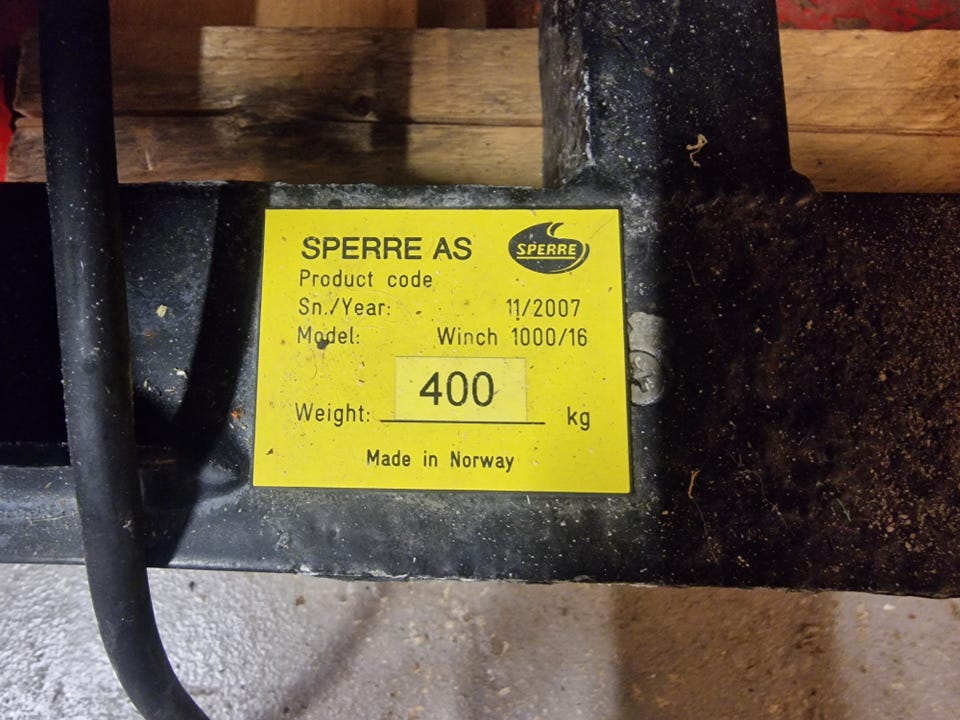 SPERRE AS
SPERRE
Product code
Sn./Year: 11/2007
Model: Winch 1000/16
400
Weight: kg
Made in Norway